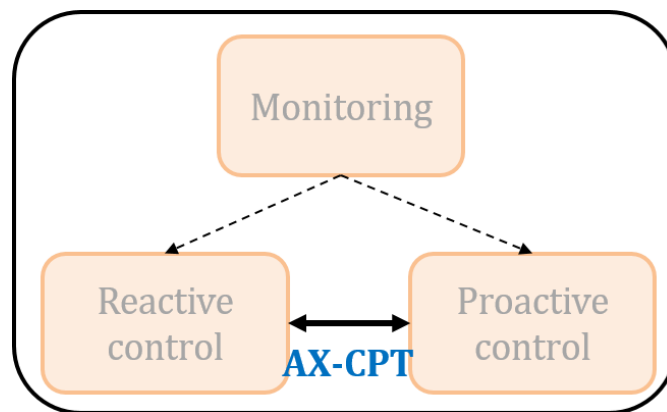 Monitoring
Reactive
control
Proactive
control
AX-CPT